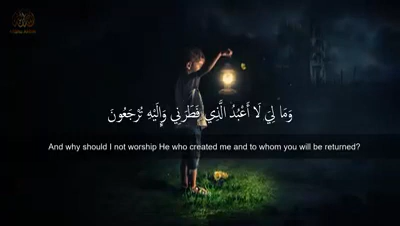 وَمَا لِيَ لَا أَعْبُدُ الَّذِي فَطَرَنِي وَإِلَيْهِ تُرْجَعُونَ
And why should I not worship He who created me and to whom you will be returned?